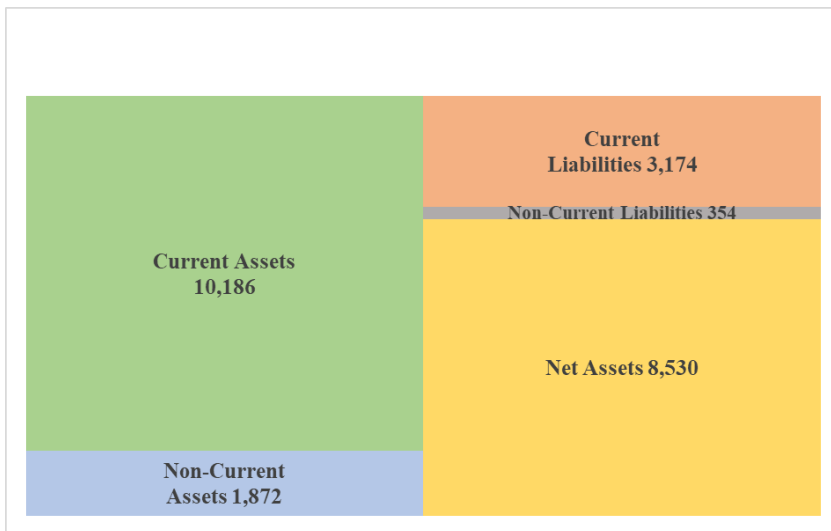 Current Assets
10,186
Non-Current
Assets 1,872
Current
Liabilities 3,174
Non-Current Liabilities 354
Net Assets 8,530